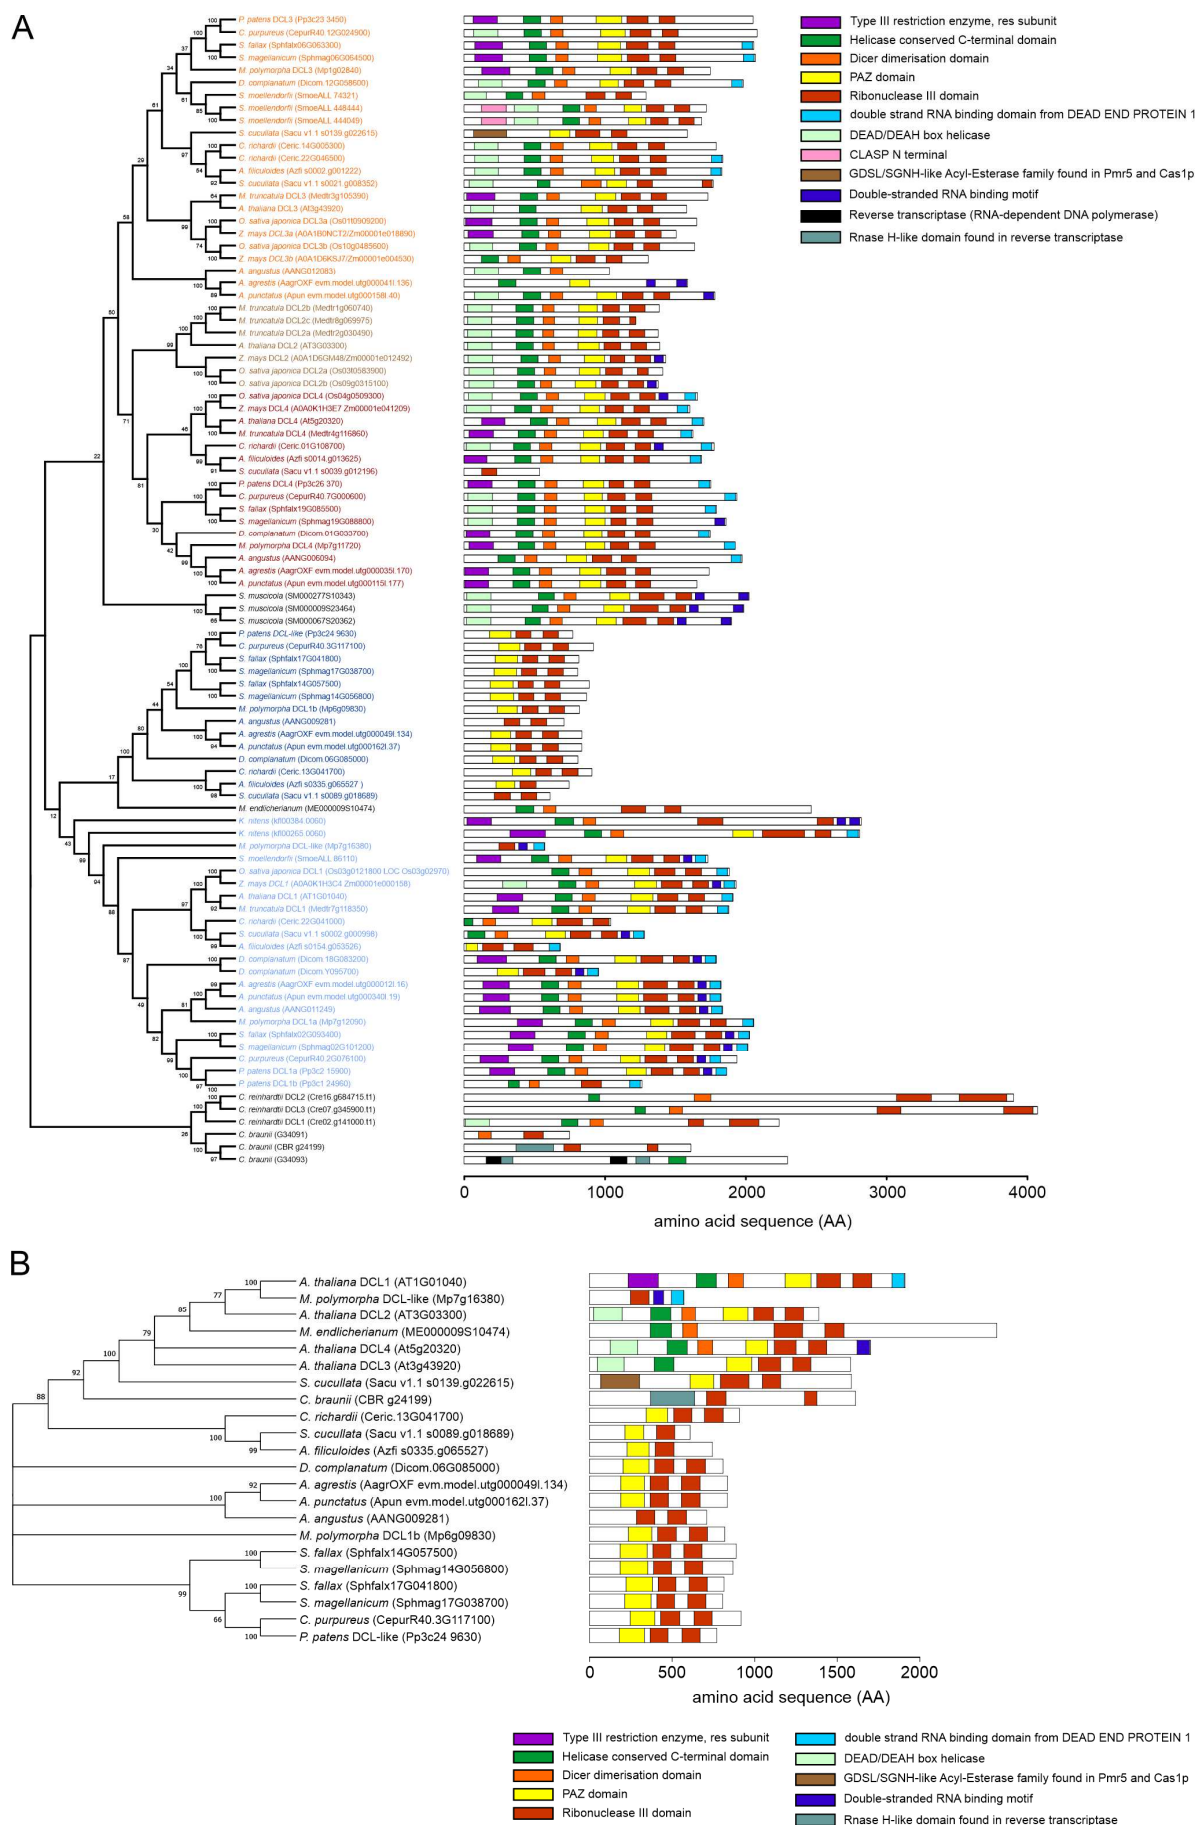 A
P. patens DCL3 (Pp3c23 3450)
C. purpureus (CepurR40.12G024900)
S. fallax (Sphfalx06G063300)
S. magellanicum (Sphmag06G064500)
M. polymorpha DCL3 (Mp1g02840)
D. complanatum (Dicom.12G058600)
S. moellendorfii (SmoeALL 74321)
S. moellendorfii (SmoeALL 448444)
S. moellendorfii (SmoeALL 444049)
S. cucullata (Sacu v1.1 s0139.g022615)
C. richardii (Ceric.14G005300)
C. richardii (Ceric.22G046500)
A. filiculoides (Azfi s0002.g001222)
S. cucullata (Sacu v1.1 s0021.g008352)
M. truncatula DCL3 (Medtr3g105390)
A. thaliana DCL3 (At3g43920)
O. sativa japonica DCL3a (Os01t0909200)
Z. mays DCL3a (A0A1B0NCT2/Zm00001e018890)
O. sativa japonica DCL3b (Os10g0485600)
Z. mays DCL3b (A0A1D6KSJ7/Zm00001e004530)
A. angustus (AANG012083)
A. agrestis (AagrOXF evm.model.utg000041l.136)
A. punctatus (Apun evm.model.utg000158l.40)
M. truncatula DCL2b (Medtr1g060740)
M. truncatula DCL2c (Medtr8g069975)
M. truncatula DCL2a (Medtr2g030490)
A. thaliana DCL2 (AT3G03300)
Z. mays DCL2 (A0A1D6GM48/Zm00001e012492)
O. sativa japonica DCL2a (Os03t0583900)
O. sativa japonica DCL2b (Os09g0315100)
O. sativa japonica DCL4 (Os04g0509300)
Z. mays DCL4 (A0A0K1H3E7 Zm00001e041209)
A. thaliana DCL4 (At5g20320)
M. truncatula DCL4 (Medtr4g116860)
C. richardii (Ceric.01G108700)
A. filiculoides (Azfi s0014.g013625)
S. cucullata (Sacu v1.1 s0039.g012196)
P. patens DCL4 (Pp3c26 370)
C. purpureus (CepurR40.7G000600)
S. fallax (Sphfalx19G085500)
S. magellanicum (Sphmag19G088800)
D. complanatum (Dicom.01G033700)
M. polymorpha DCL4 (Mp7g11720)
A. angustus (AANG006094)
A. agrestis (AagrOXF evm.model.utg000035l.170)
A. punctatus (Apun evm.model.utg000115l.177)
S. muscicola (SM000277S10343)
S. muscicola (SM000009S23464)
S. muscicola (SM000067S20362)
P. patens DCL-like (Pp3c24 9630)
C. purpureus (CepurR40.3G117100)
S. fallax (Sphfalx17G041800)
S. magellanicum (Sphmag17G038700)
S. fallax (Sphfalx14G057500)
S. magellanicum (Sphmag14G056800)
M. polymorpha DCL1b (Mp6g09830)
A. angustus (AANG009281)
A. agrestis (AagrOXF evm.model.utg000049l.134)
A. punctatus (Apun evm.model.utg000162l.37)
D. complanatum (Dicom.06G085000)
C. richardii (Ceric.13G041700)
A. filiculoides (Azfi s0335.g065527 )
S. cucullata (Sacu v1.1 s0089.g018689)
M. endlicherianum (ME000009S10474)
K. nitens (kfl00384.0060)
K. nitens (kfl00265.0060)
M. polymorpha DCL-like (Mp7g16380)
S. moellendorfii (SmoeALL 86110)
O. sativa japonica DCL1 (Os03g0121800 LOC Os03g02970)
Z. mays DCL1 (A0A0K1H3C4 Zm00001e000158)
A. thaliana DCL1 (AT1G01040)
M. truncatula DCL1 (Medtr7g118350)
C. richardii (Ceric.22G041000)
S. cucullata (Sacu v1.1 s0002.g000998)
A. filiculoides (Azfi s0154.g053526)
D. complanatum (Dicom.18G083200)
D. complanatum (Dicom.Y095700)
A. agrestis (AagrOXF evm.model.utg000012l.16)
A. punctatus (Apun evm.model.utg000340l.19)
A. angustus (AANG011249)
M. polymorpha DCL1a (Mp7g12090)
S. fallax (Sphfalx02G093400)
S. magellanicum (Sphmag02G101200)
C. purpureus (CepurR40.2G076100)
P. patens DCL1a (Pp3c2 15900)
P. patens DCL1b (Pp3c1 24960)
C. reinhardtii DCL2 (Cre16.g684715.t1)
C. reinhardtii DCL3 (Cre07.g345900.t1)
C. reinhardtii DCL1 (Cre02.g141000.t1)
C. braunii (G34091)
C. braunii (CBR g24199)
C. braunii (G34093)
0 1000 2000 3000 4000
amino acid sequence (AA)
Type III restriction enzyme, res subunit
Helicase conserved C-terminal domain
Dicer dimerisation domain
PAZ domain
Ribonuclease III domain
double strand RNA binding domain from DEAD END PROTEIN 1
DEAD/DEAH box helicase
CLASP N terminal
GDSL/SGNH-like Acyl-Esterase family found in Pmr5 and Cas1p
Double-stranded RNA binding motif
Reverse transcriptase (RNA-dependent DNA polymerase)
Rnase H-like domain found in reverse transcriptase
B
A. thaliana DCL1 (AT1G01040)
M. polymorpha DCL-like (Mp7g16380)
A. thaliana DCL2 (AT3G03300)
M. endlicherianum (ME000009S10474)
A. thaliana DCL4 (At5g20320)
A. thaliana DCL3 (At3g43920)
S. cucullata (Sacu v1.1 s0139.g022615)
C. braunii (CBR g24199)
C. richardii (Ceric.13G041700)
S. cucullata (Sacu v1.1 s0089.g018689)
A. filiculoides (Azfi s0335.g065527)
D. complanatum (Dicom.06G085000)
A. agrestis (AagrOXF evm.model.utg000049l.134)
A. punctatus (Apun evm.model.utg000162l.37)
A. angustus (AANG009281)
M. polymorpha DCL1b (Mp6g09830)
S. fallax (Sphfalx14G057500)
S. magellanicum (Sphmag14G056800)
S. fallax (Sphfalx17G041800)
S. magellanicum (Sphmag17G038700)
C. purpureus (CepurR40.3G117100)
P. patens DCL-like (Pp3c24 9630)
100
77
85
79
100
92
88
100
99
92
100
100
99
100
66
100
0 500 1000 1500 2000
amino acid sequence (AA)
Type III restriction enzyme, res subunit
Helicase conserved C-terminal domain
Dicer dimerisation domain
PAZ domain
Ribonuclease III domain
double strand RNA binding domain from DEAD END PROTEIN 1
DEAD/DEAH box helicase
GDSL/SGNH-like Acyl-Esterase family found in Pmr5 and Cas1p
Double-stranded RNA binding motif
Rnase H-like domain found in reverse transcriptase